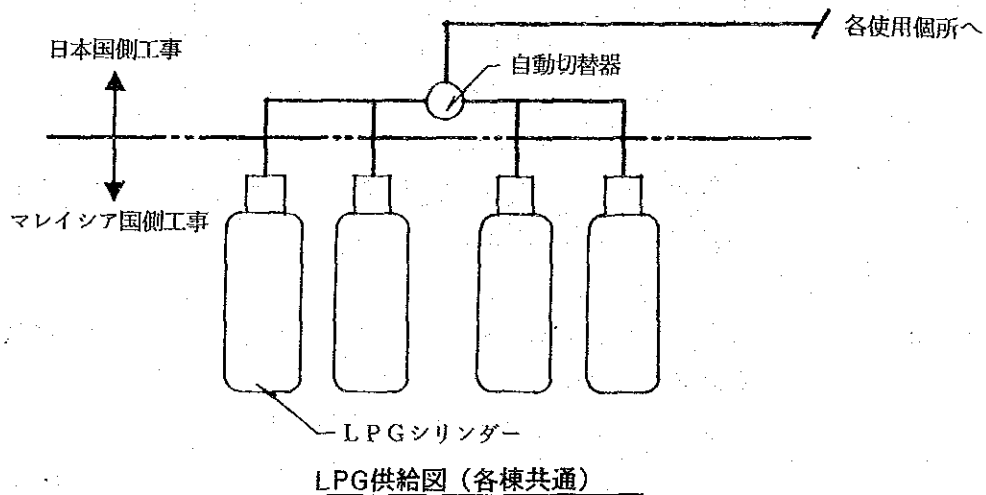 各使用個所へ
日本国側工事
自動切替器
マレイシア国側工事
LPGシリンダー
LPG供給図（各棟共通）